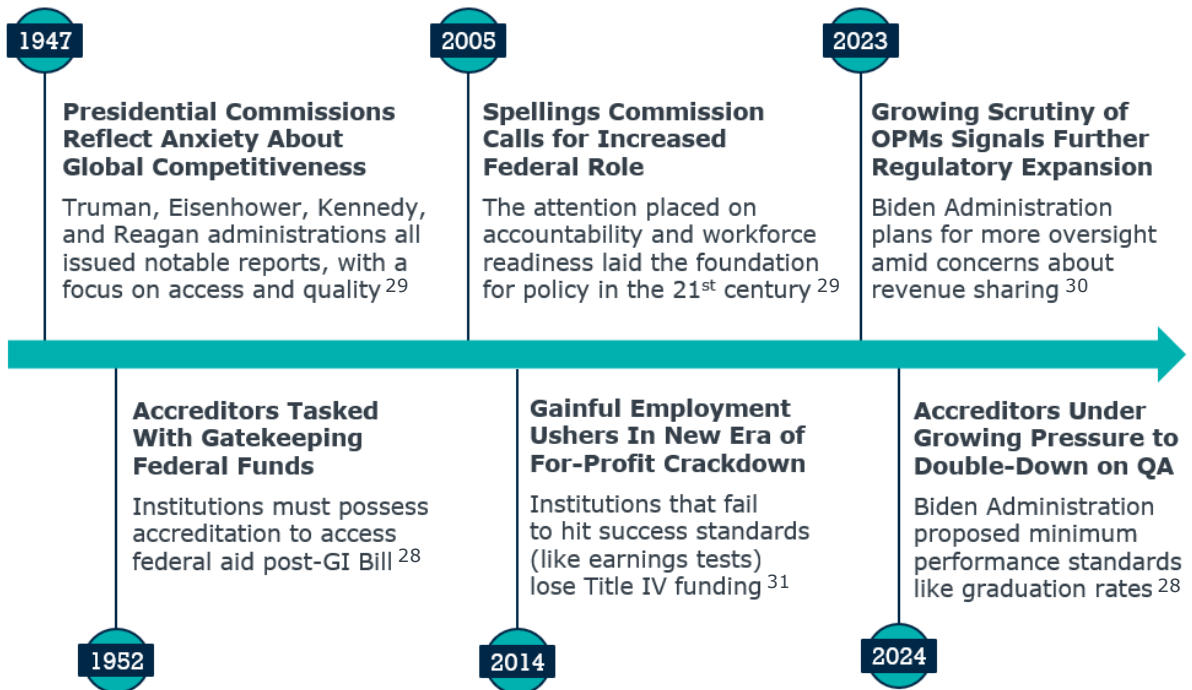 1947
Presidential Commissions
Reflect Anxiety About
Global Competitiveness
Truman, Eisenhower, Kennedy,
and Reagan administrations all
issued notable reports, with a
focus on access and quality 29
2005
Spellings Commission
Calls for Increased
Federal Role
The attention placed on
accountability and workforce
readiness laid the foundation
for policy in the 21st century 29
2023
Growing Scrutiny of
OPMs Signals Further
Regulatory Expansion
Biden Administration
plans for more oversight
amid concerns about
revenue sharing 30
Accreditors Tasked
With Gatekeeping
Federal Funds
Institutions must possess
accreditation to access
federal aid post-GI Bill 28
1952
Gainful Employment
Ushers In New Era of
For-Profit Crackdown
Institutions that fail
to hit success standards
(like earnings tests)
lose Title IV funding 31
2014
Accreditors Under
Growing Pressure to
Double-Down on QA
Biden Administration
proposed minimum
performance standards
like graduation rates 28
2024